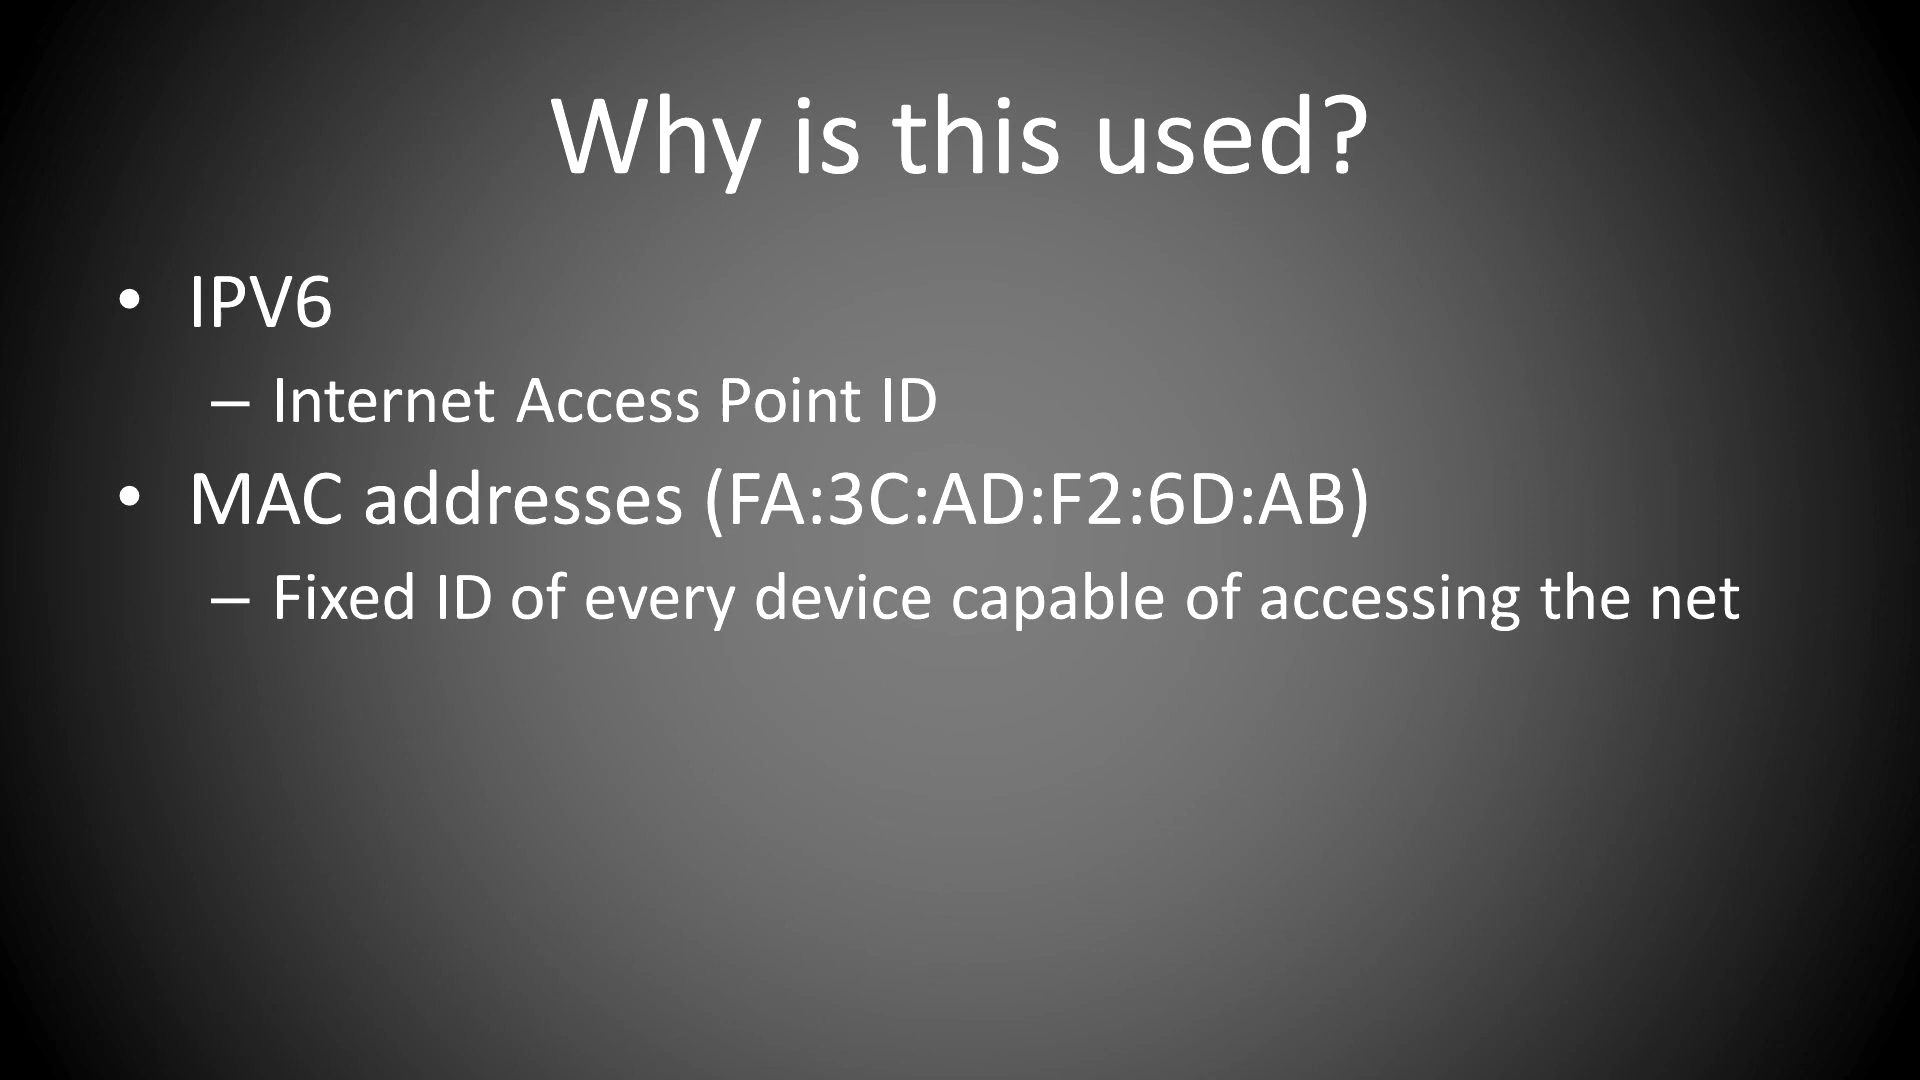 Why is this used?
• IPV6
– Internet Access Point ID
• MAC addresses (FA:3C:AD:F2:6D:AB)
– Fixed ID of every device capable of accessing the net